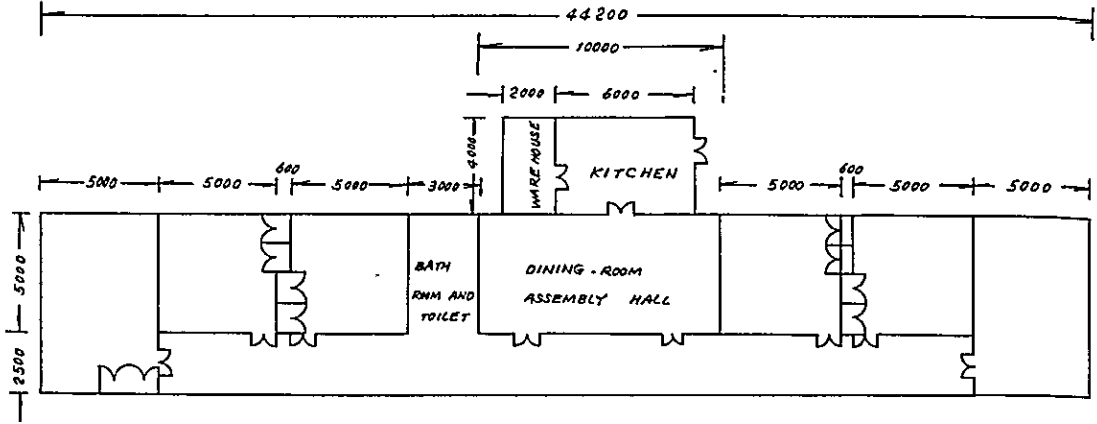 44200
10000
2000
6000
4000
WARE HOUSE
KITCHEN
5000
5000
600
5000
3000
5000
600
5000
5000
5000
2500
BATH
RMM AND
TOILET
DINING - ROOM
ASSEMBLY HALL